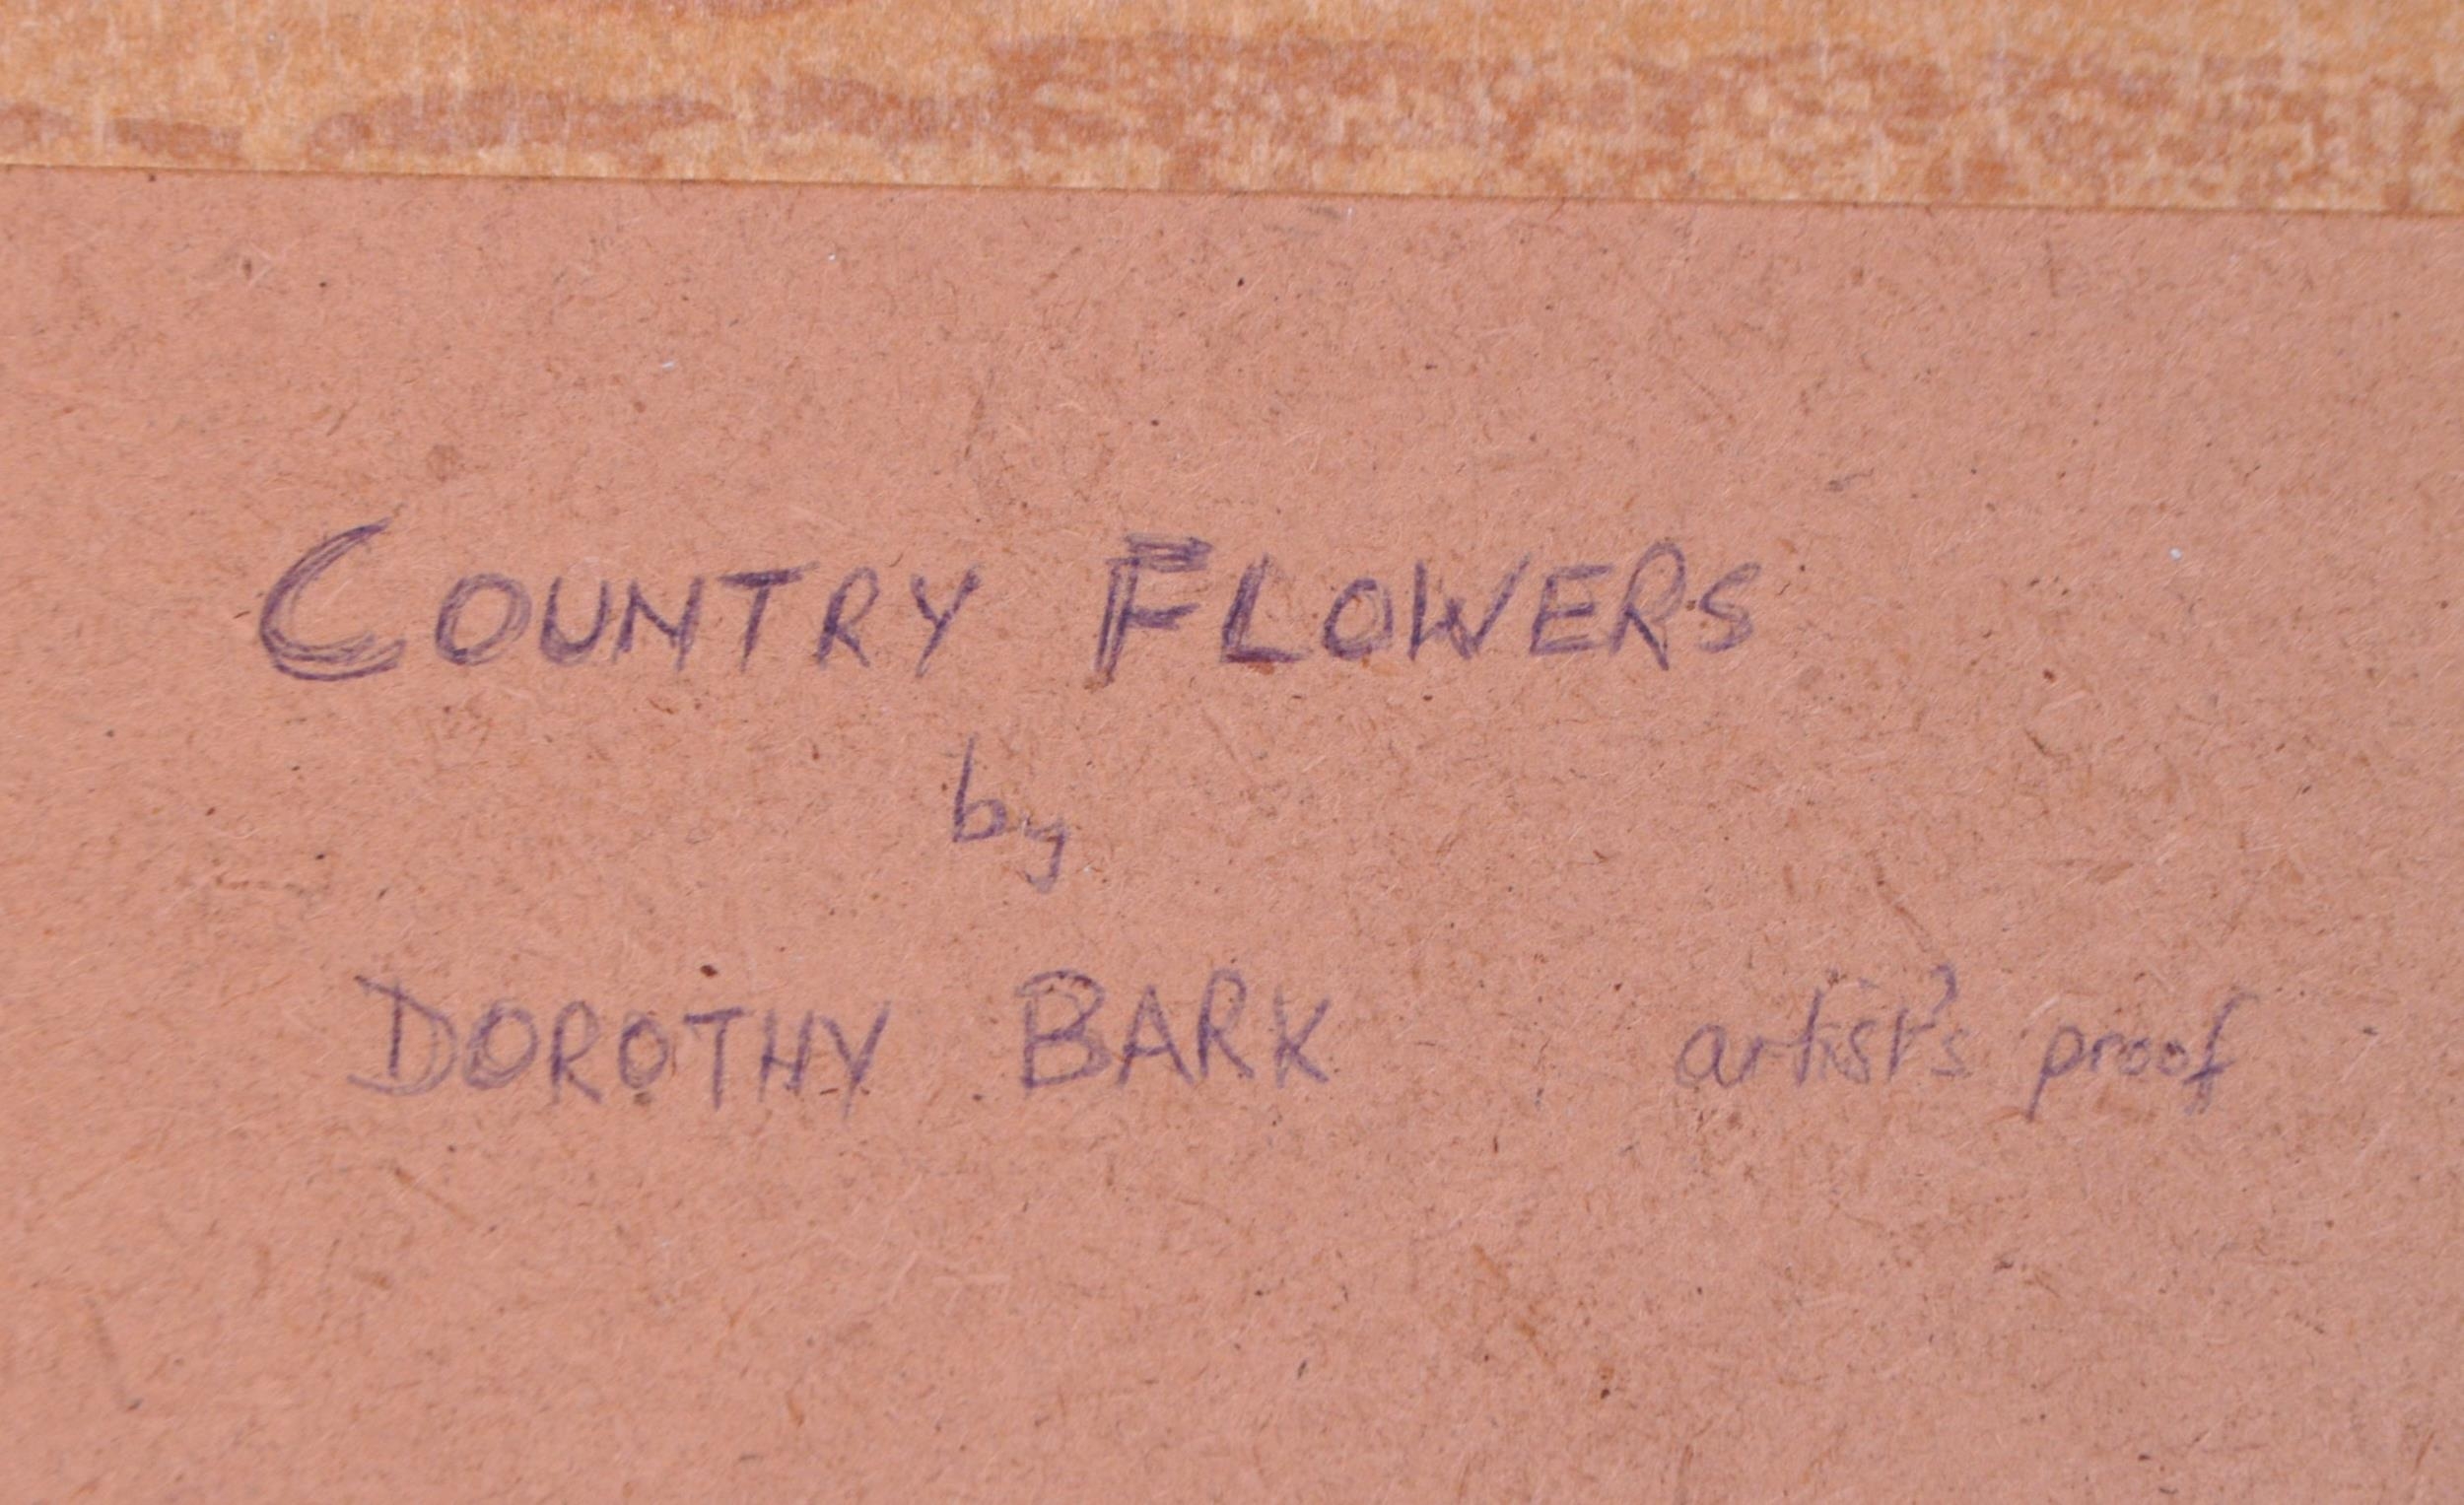 COUNTRY FLOWERS
by
DOROTHY BARK artist's proof